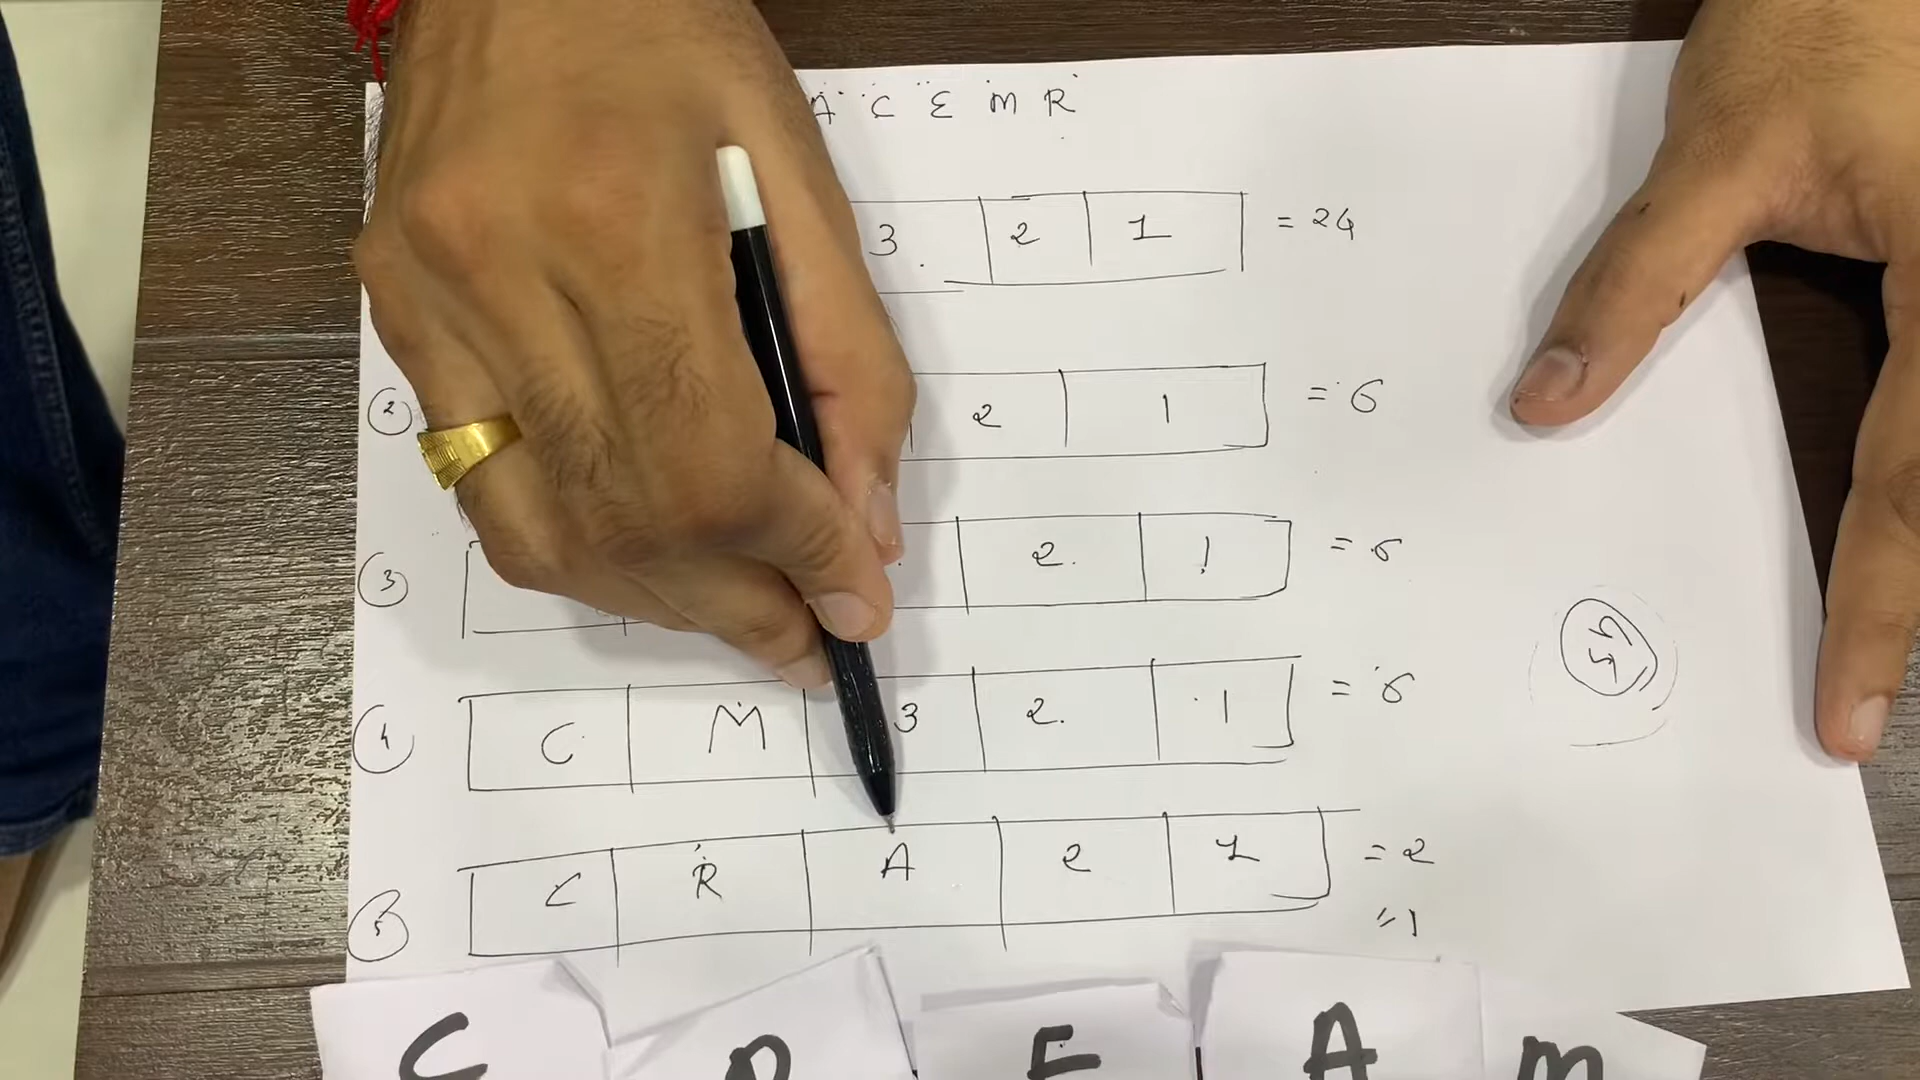 A C E M R
3 2 1 = 24
2 2 1 = 6
3 2. 1 = 6
4 C M 3 2. 1 = 6
45
5 C R A 2 1 = 2
= 1
C E A M